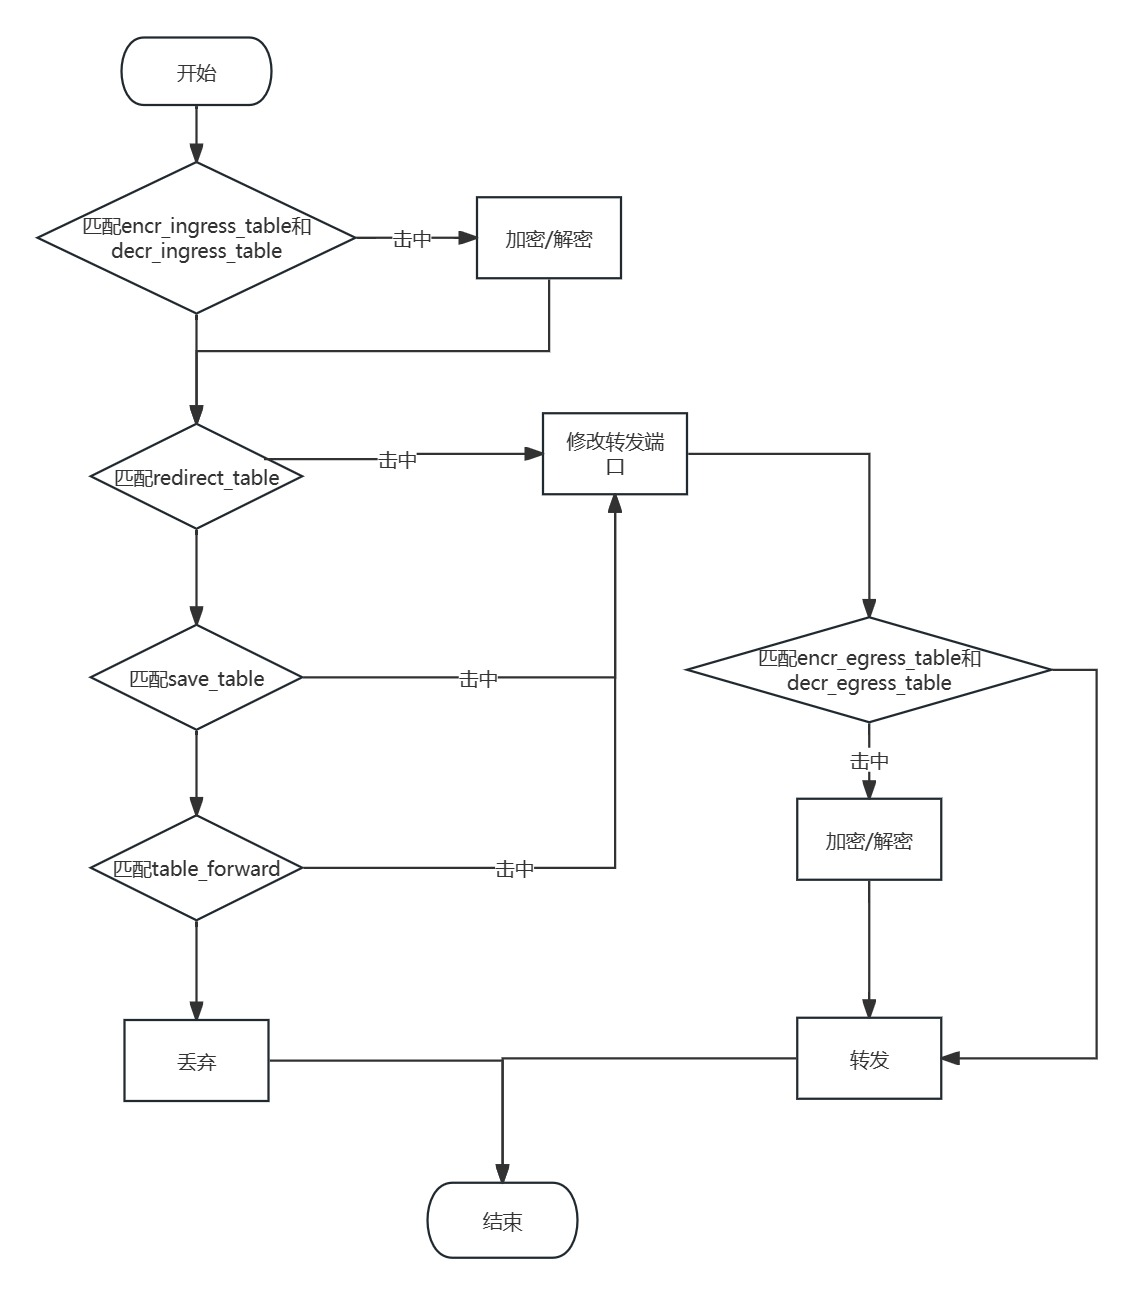 开始
匹配encr_ingress_table和
decr_ingress_table
击中
加密/解密
匹配redirect_table
击中
修改转发端
口
匹配save_table
击中
匹配encr_egress_table和
decr_egress_table
击中
加密/解密
匹配table_forward
击中
丢弃
转发
结束